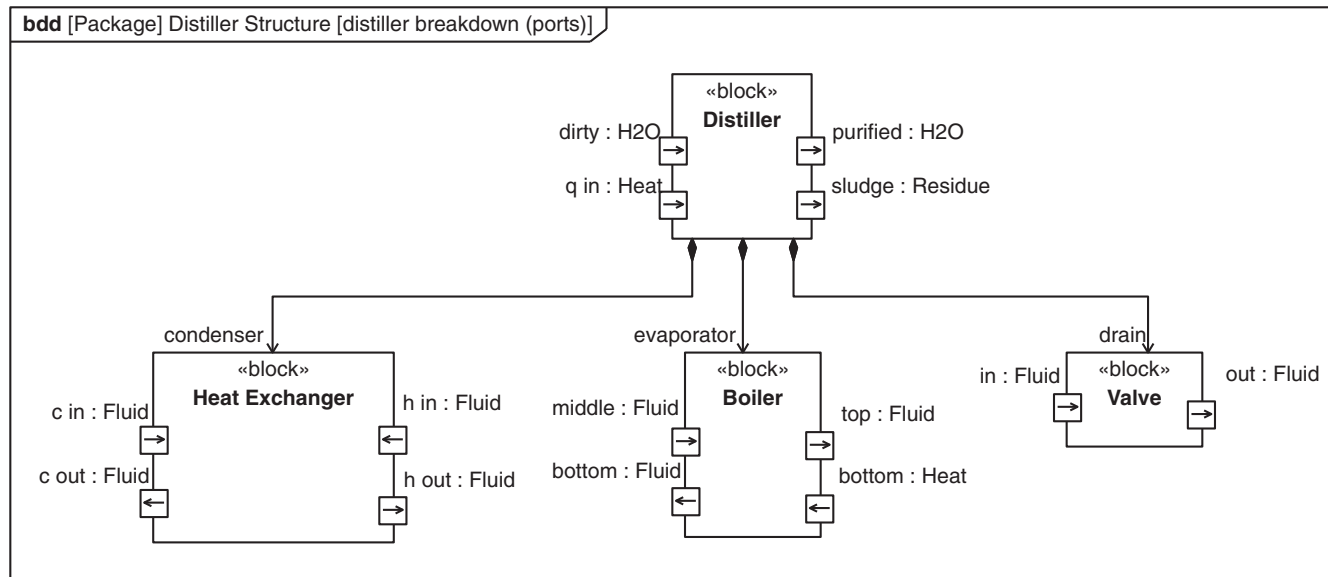 bdd [Package] Distiller Structure [distiller breakdown (ports)]
«block»
Distiller
dirty : H2O
purified : H2O
q in : Heat
sludge : Residue
condenser
evaporator
drain
«block»
Heat Exchanger
c in : Fluid
h in : Fluid
c out : Fluid
h out : Fluid
«block»
Boiler
middle : Fluid
top : Fluid
bottom : Fluid
bottom : Heat
«block»
Valve
in : Fluid
out : Fluid